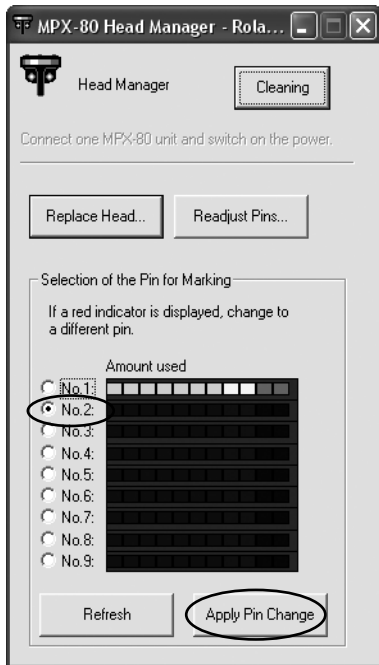 MPX-80 Head Manager - Rola...
Head Manager
Cleaning
Connect one MPX-80 unit and switch on the power.
Replace Head...
Readjust Pins...
Selection of the Pin for Marking
If a red indicator is displayed, change to
a different pin.
Amount used
No.1:
No.2:
No.3:
No.4:
No.5:
No.6:
No.7:
No.8:
No.9:
Refresh
Apply Pin Change